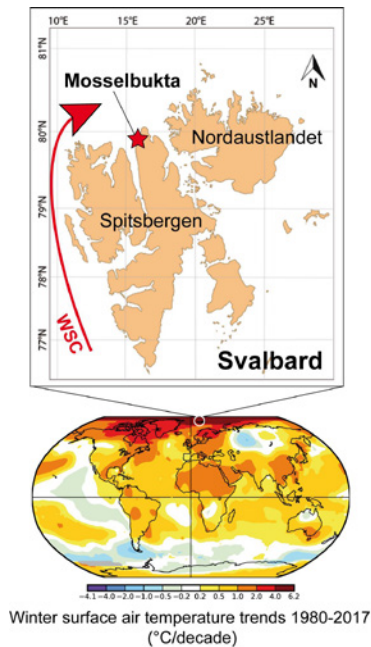 10°E 15°E 20°E 25°E
81°N
80°N
79°N
78°N
77°N
Mosselbukta
N
Nordaustlandet
Spitsbergen
WSC
Svalbard
-4.1 -4.0 -2.0 -1.0 -0.5 -0.2 0.2 0.5 1.0 2.0 4.0 6.2
Winter surface air temperature trends 1980-2017
(°C/decade)